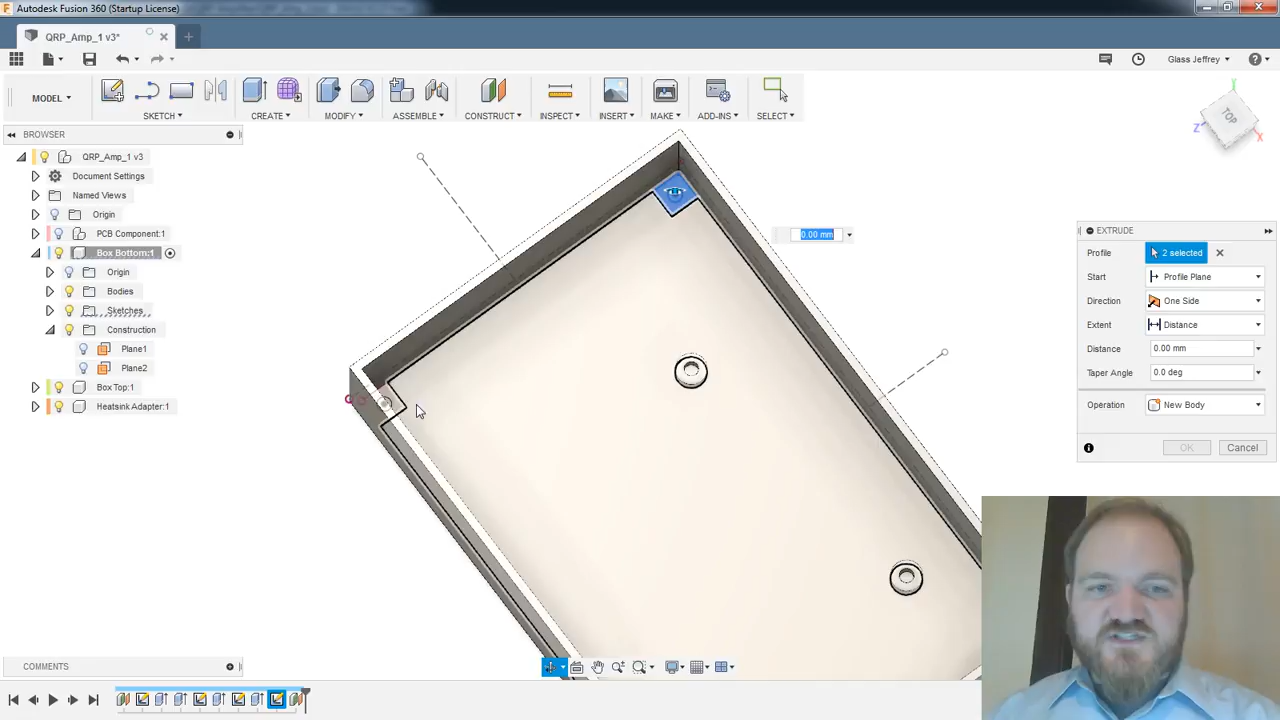 Autodesk Fusion 360 (Startup License)
QRP_Amp_1 v3*
Glass Jeffrey
MODEL
SKETCH
CREATE
MODIFY
ASSEMBLE
CONSTRUCT
INSPECT
INSERT
MAKE
ADD-INS
SELECT
BROWSER
QRP_Amp_1 v3
Document Settings
Named Views
Origin
PCB Component:1
Box Bottom:1
Origin
Bodies
Sketches
Construction
Plane1
Plane2
Box Top:1
Heatsink Adapter:1
0.00 mm
Y
Z
X
TOP
EXTRUDE
Profile 2 selected
Start Profile Plane
Direction One Side
Extent Distance
Distance 0.00 mm
Taper Angle 0.0 deg
Operation New Body
OK Cancel
COMMENTS